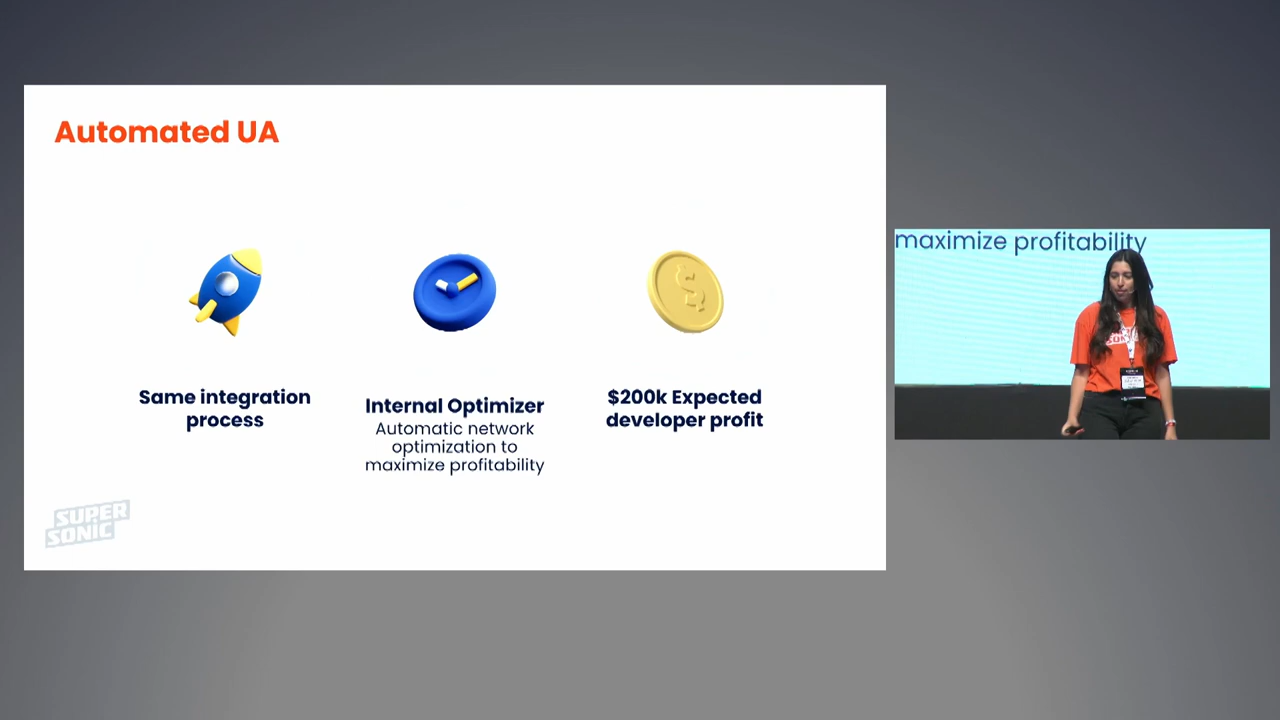 Automated UA
Same integration
process
Internal Optimizer
Automatic network
optimization to
maximize profitability
$200k Expected
developer profit
SUPER
SONIC
maximize profitability